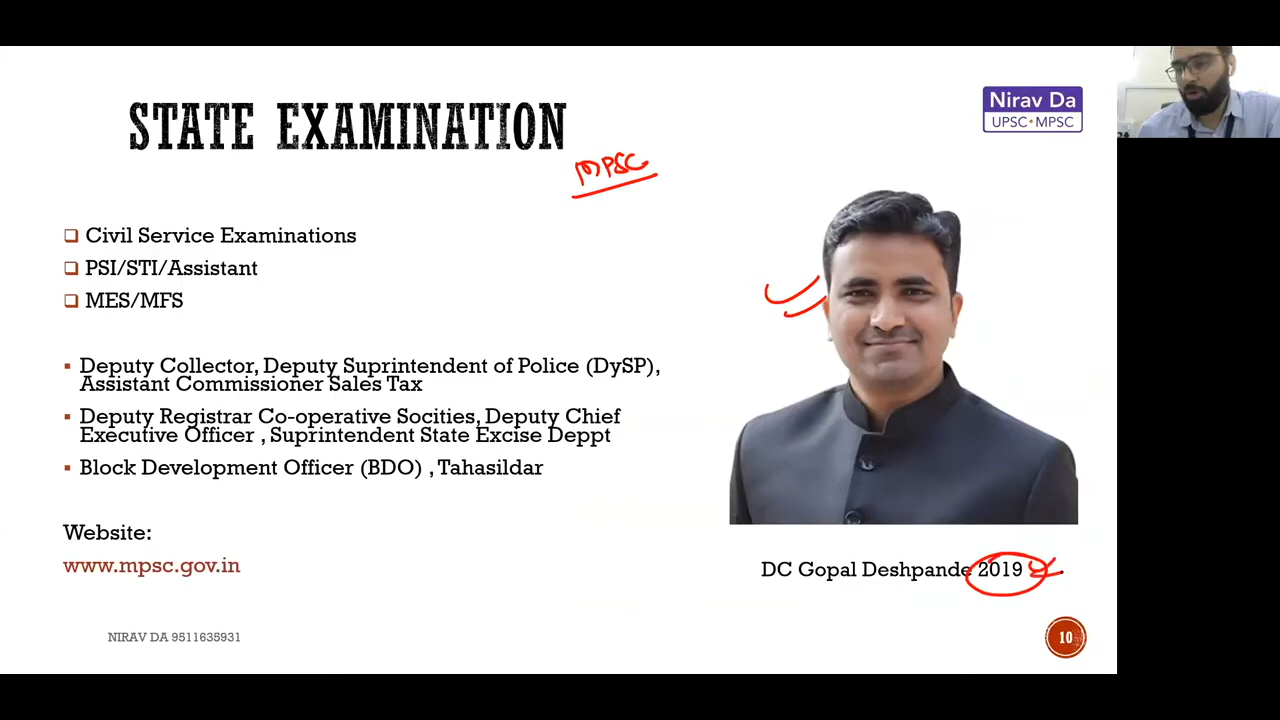 STATE EXAMINATION
Nirav Da
UPSC • MPSC
MPSC
Civil Service Examinations
PSI/STI/Assistant
MES/MFS
Deputy Collector, Deputy Suprintendent of Police (DySP),
Assistant Commissioner Sales Tax
Deputy Registrar Co-operative Socities, Deputy Chief
Executive Officer , Suprintendent State Excise Deppt
Block Development Officer (BDO) , Tahasildar
Website:
www.mpsc.gov.in
DC Gopal Deshpande 2019
NIRAV DA 9511635931
10